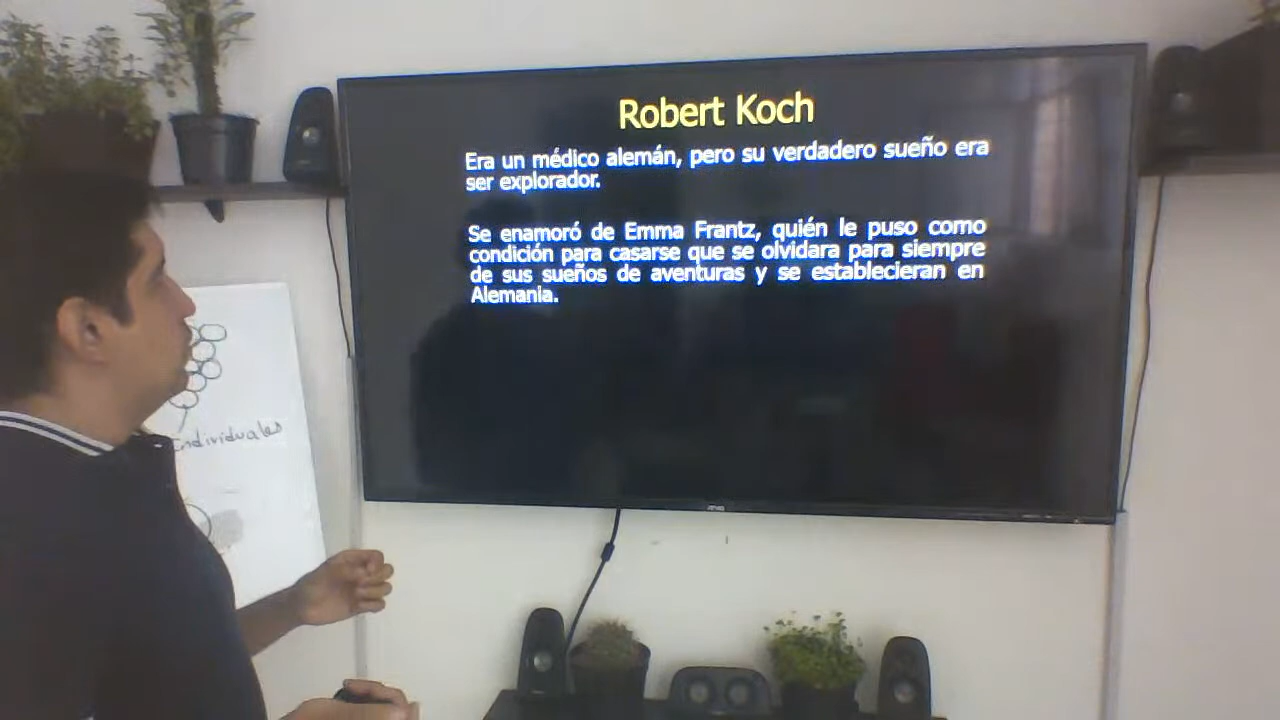 Robert Koch
Era un médico alemán, pero su verdadero sueño era
ser explorador.
Se enamoró de Emma Frantz, quién le puso como
condición para casarse que se olvidara para siempre
de sus sueños de aventuras y se establecieran en
Alemania.
individuales